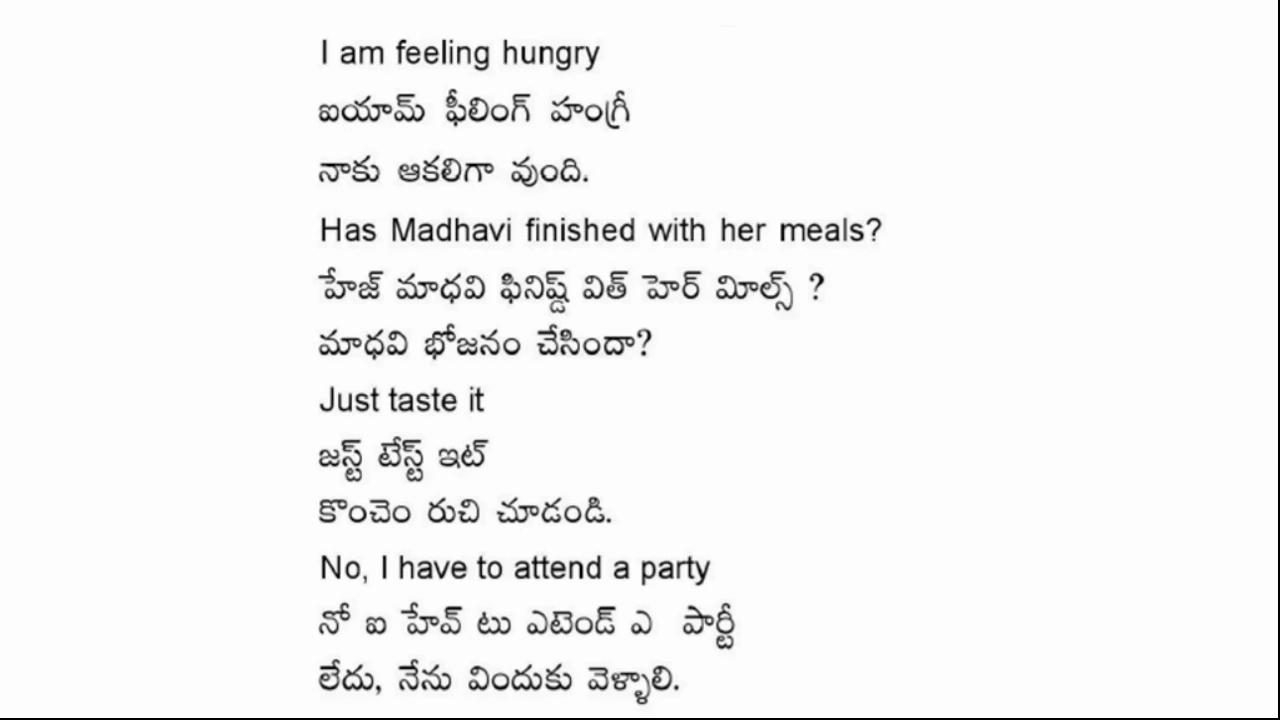 I am feeling hungry
ఐయామ్ ఫీలింగ్ హంగ్రీ
నాకు ఆకలిగా వుంది.
Has Madhavi finished with her meals?
హేజ్ మాధవి ఫినిష్డ్ విత్ హెర్ మీల్స్ ?
మాధవి భోజనం చేసిందా?
Just taste it
జస్ట్ టేస్ట్ ఇట్
కొంచెం రుచి చూడండి.
No, I have to attend a party
నో ఐ హేవ్ టు ఎటెండ్ ఎ పార్టీ
లేదు, నేను విందుకు వెళ్ళాలి.